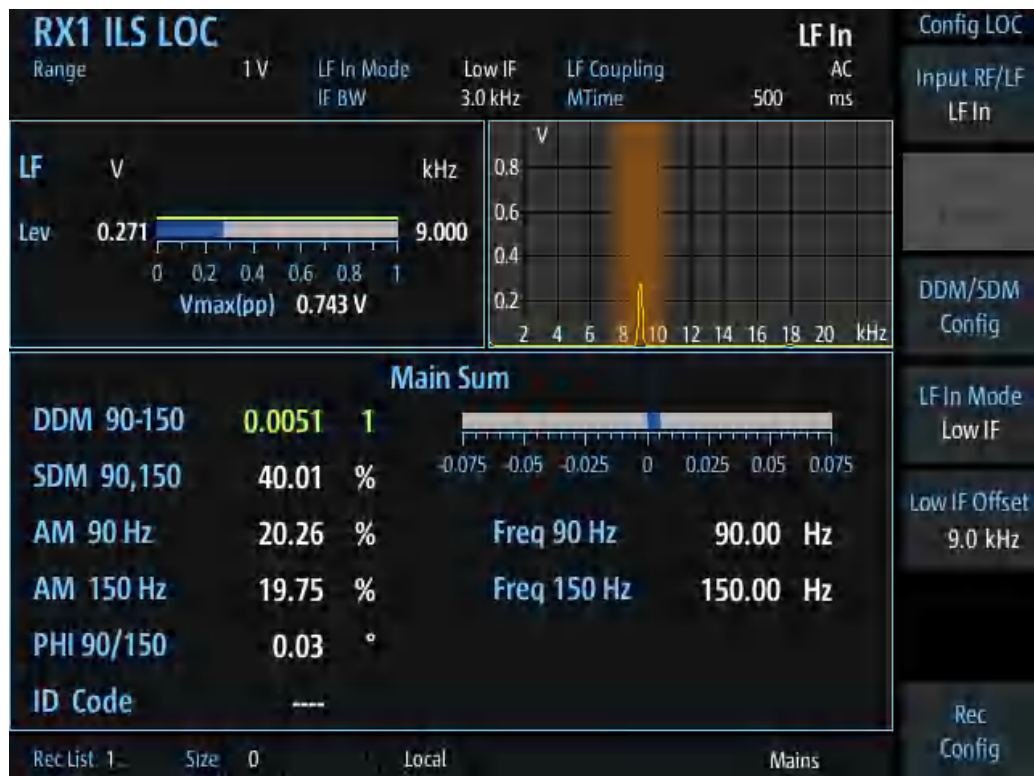 RX1 ILS LOC LF In
Range 1 V LF In Mode Low IF LF Coupling AC
IF BW 3.0 kHz MTime 500 ms
LF V kHz
Lev 0.271 9.000
0 0.2 0.4 0.6 0.8 1
Vmax(pp) 0.743 V
V
0.8
0.6
0.4
0.2
2 4 6 8 10 12 14 16 18 20 kHz
Main Sum
DDM 90-150 0.0051 1
-0.075 -0.05 -0.025 0 0.025 0.05 0.075
SDM 90,150 40.01 %
AM 90 Hz 20.26 % Freq 90 Hz 90.00 Hz
AM 150 Hz 19.75 % Freq 150 Hz 150.00 Hz
PHI 90/150 0.03 °
ID Code ----
Rec List 1 Size 0 Local Mains
Config LOC
Input RF/LF
LF In
DDM/SDM
Config
LF In Mode
Low IF
Low IF Offset
9.0 kHz
Rec
Config